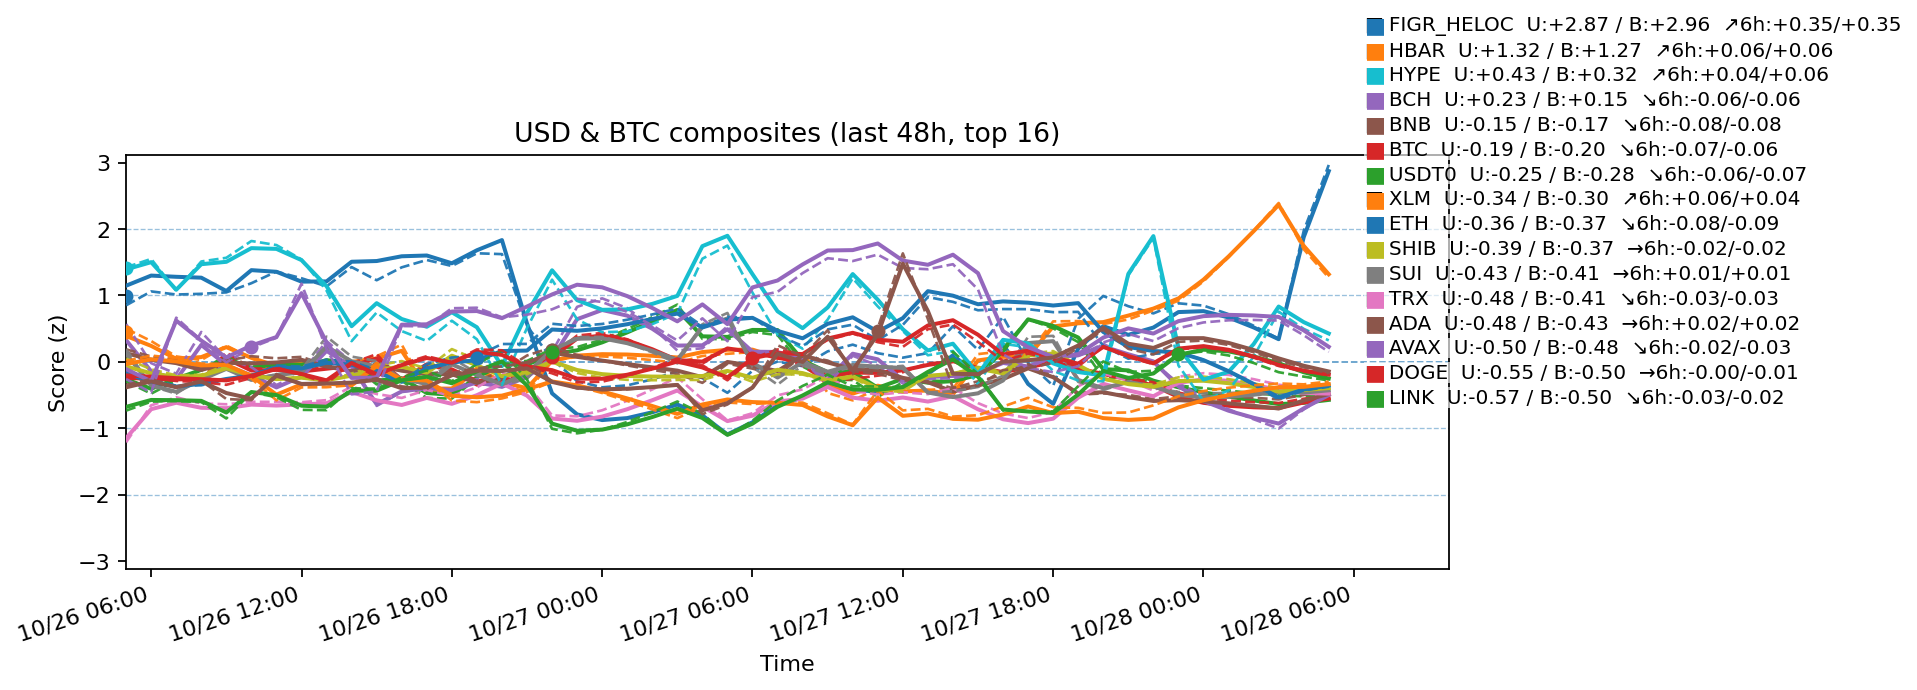 FIGR_HELOC  U:+2.87 / B:+2.96  ↗6h:+0.35/+0.35
HBAR  U:+1.32 / B:+1.27  ↗6h:+0.06/+0.06
HYPE  U:+0.43 / B:+0.32  ↗6h:+0.04/+0.06
BCH  U:+0.23 / B:+0.15  ↘6h:-0.06/-0.06
BNB  U:-0.15 / B:-0.17  ↘6h:-0.08/-0.08
BTC  U:-0.19 / B:-0.20  ↘6h:-0.07/-0.06
USDT0  U:-0.25 / B:-0.28  ↘6h:-0.06/-0.07
XLM  U:-0.34 / B:-0.30  ↗6h:+0.06/+0.04
ETH  U:-0.36 / B:-0.37  ↘6h:-0.08/-0.09
SHIB  U:-0.39 / B:-0.37  →6h:-0.02/-0.02
SUI  U:-0.43 / B:-0.41  →6h:+0.01/+0.01
TRX  U:-0.48 / B:-0.41  ↘6h:-0.03/-0.03
ADA  U:-0.48 / B:-0.43  →6h:+0.02/+0.02
AVAX  U:-0.50 / B:-0.48  ↘6h:-0.02/-0.03
DOGE  U:-0.55 / B:-0.50  →6h:-0.00/-0.01
LINK  U:-0.57 / B:-0.50  ↘6h:-0.03/-0.02
USD & BTC composites (last 48h, top 16)
Score (z)
3
2
1
0
−1
−2
−3
10/26 06:00
10/26 12:00
10/26 18:00
10/27 00:00
10/27 06:00
10/27 12:00
10/27 18:00
10/28 00:00
10/28 06:00
Time